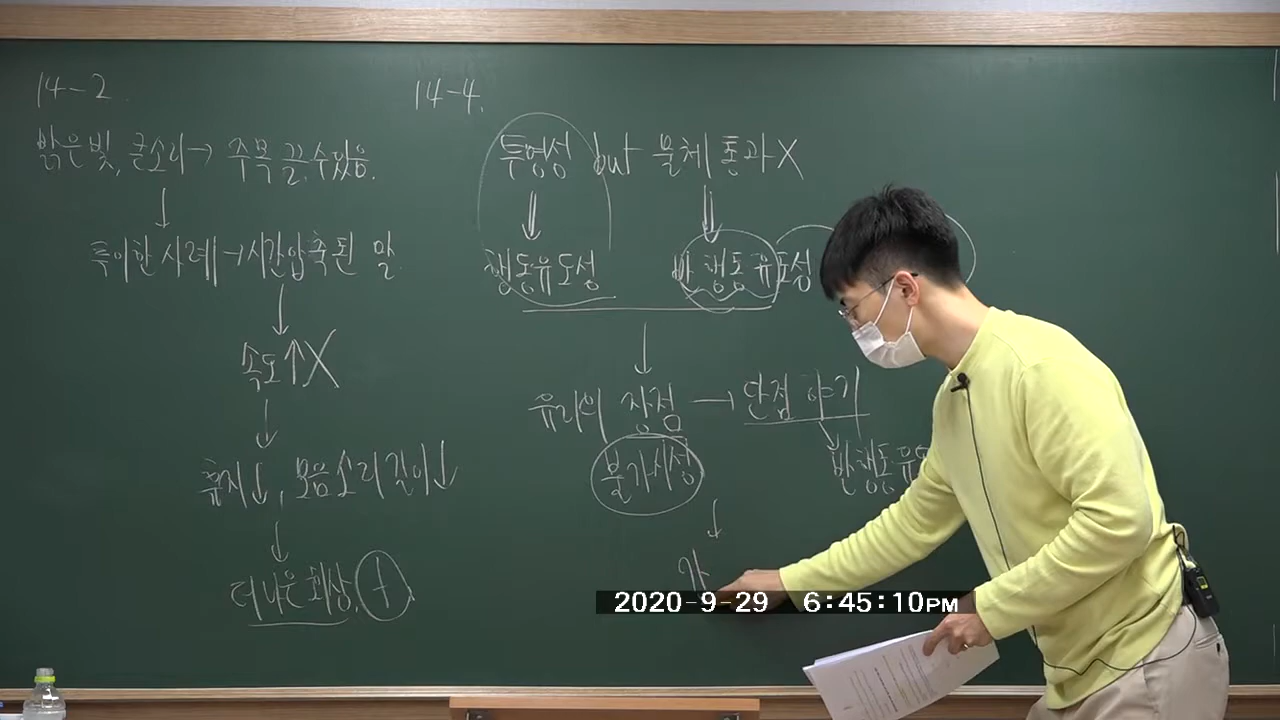 14-2.
밝은 빛, 큰소리→ 주목 끌 수 있음.
↓
특이한 사례→시간압축된 말
↓
속도↑X
↓
휴지↓, 모음소리 길이↓
↓
더 나은 회상. +
14-4.
투명성 but 물체 통과X
행동유도성 반행동유도성
↓
유리의 장점 → 단점 야기
불가시성 반행동유
↓
2020-9-29 6:45:10PM